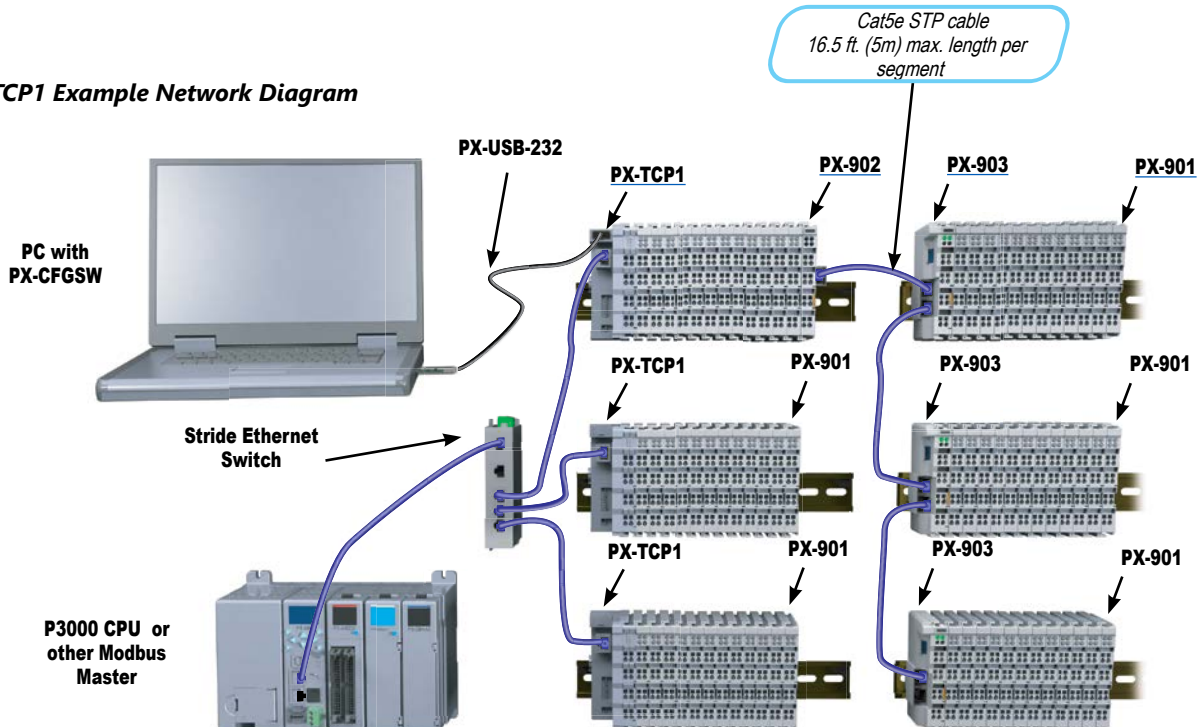 Cat5e STP cable
16.5 ft. (5m) max. length per
segment
TCP1 Example Network Diagram
PX-USB-232
PX-TCP1
PX-902
PX-903
PX-901
PC with
PX-CFGSW
PX-TCP1
PX-901
PX-903
PX-901
Stride Ethernet
Switch
PX-TCP1
PX-901
PX-903
PX-901
P3000 CPU or
other Modbus
Master